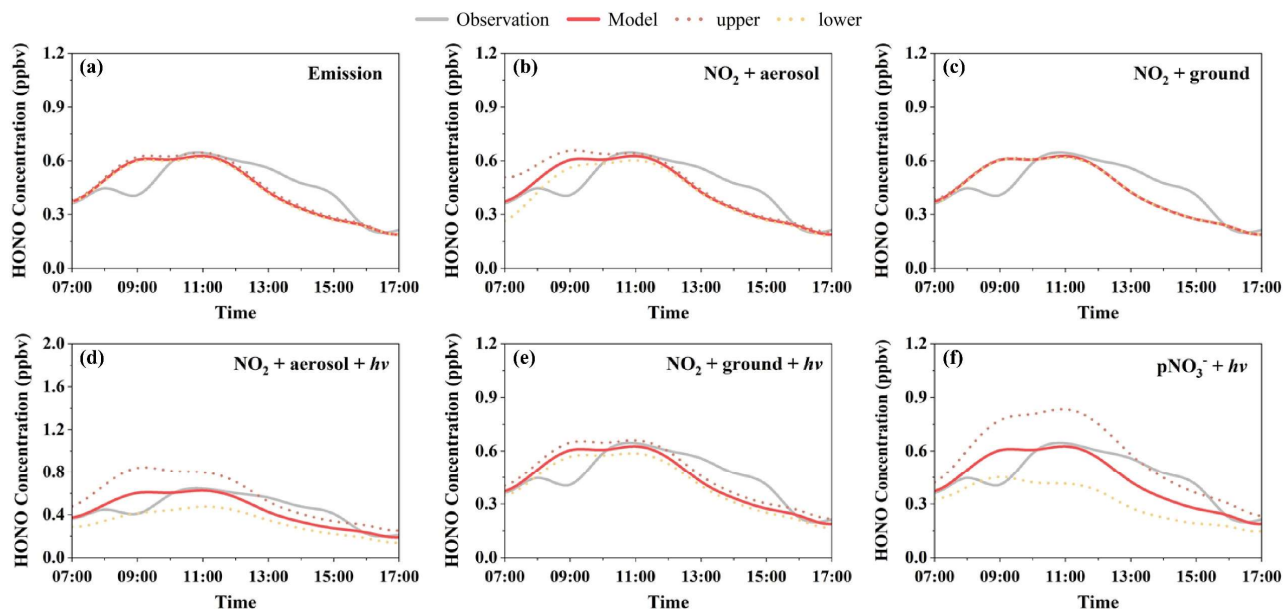 Observation Model upper lower
(a) Emission
HONO Concentration (ppbv)
1.2
0.9
0.6
0.3
0.0
07:00 09:00 11:00 13:00 15:00 17:00
Time
(b) NO₂ + aerosol
HONO Concentration (ppbv)
1.2
0.9
0.6
0.3
0.0
07:00 09:00 11:00 13:00 15:00 17:00
Time
(c) NO₂ + ground
HONO Concentration (ppbv)
1.2
0.9
0.6
0.3
0.0
07:00 09:00 11:00 13:00 15:00 17:00
Time
(d) NO₂ + aerosol + hν
HONO Concentration (ppbv)
2.0
1.6
1.2
0.8
0.4
0.0
07:00 09:00 11:00 13:00 15:00 17:00
Time
(e) NO₂ + ground + hν
HONO Concentration (ppbv)
1.2
0.9
0.6
0.3
0.0
07:00 09:00 11:00 13:00 15:00 17:00
Time
(f) pNO₃⁻ + hν
HONO Concentration (ppbv)
1.2
0.9
0.6
0.3
0.0
07:00 09:00 11:00 13:00 15:00 17:00
Time